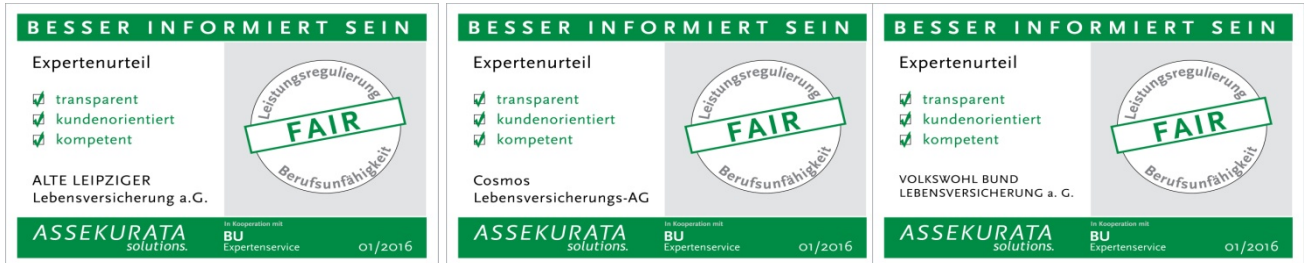 BESSER INFORMIERT SEIN
Expertenurteil
transparent
kundenorientiert
kompetent
ALTE LEIPZIGER
Lebensversicherung a.G.
Leistungsregulierung
FAIR
Berufsunfähigkeit
ASSEKURATA
solutions.
In Kooperation mit
BU
Expertenservice
01/2016
BESSER INFORMIERT SEIN
Expertenurteil
transparent
kundenorientiert
kompetent
Cosmos
Lebensversicherungs-AG
Leistungsregulierung
FAIR
Berufsunfähigkeit
ASSEKURATA
solutions.
In Kooperation mit
BU
Expertenservice
01/2016
BESSER INFORMIERT SEIN
Expertenurteil
transparent
kundenorientiert
kompetent
VOLKSWOHL BUND
LEBENSVERSICHERUNG a. G.
Leistungsregulierung
FAIR
Berufsunfähigkeit
ASSEKURATA
solutions.
In Kooperation mit
BU
Expertenservice
01/2016